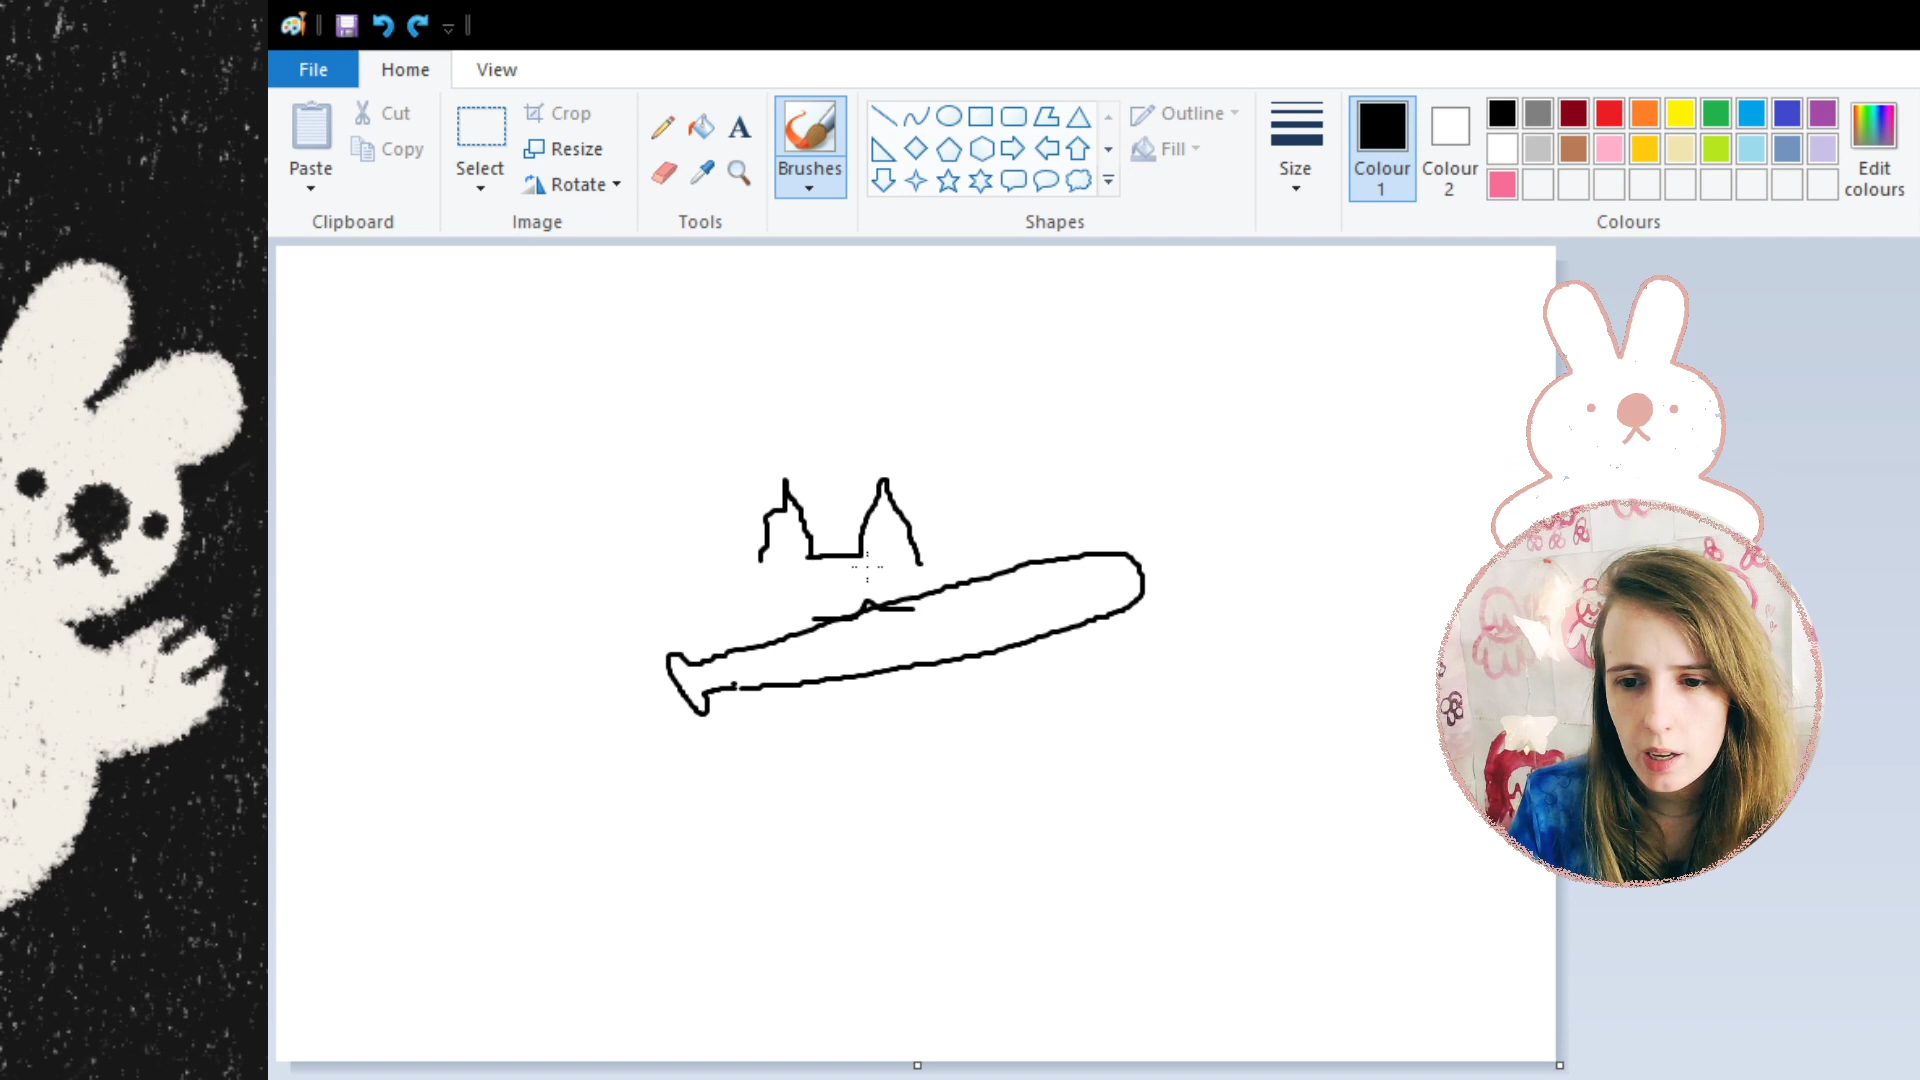 File Home View
Paste
Cut
Copy
Clipboard
Select
Crop
Resize
Rotate
Image
A
Tools
Brushes
Shapes
Outline
Fill
Size
Colour
1
Colour
2
Edit
colours
Colours